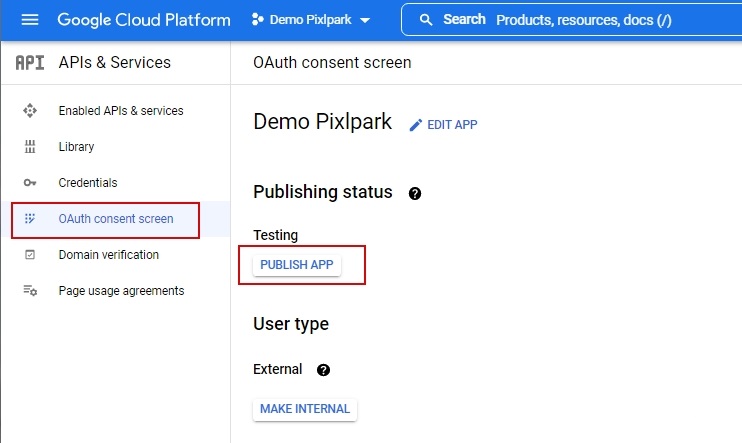 Google Cloud Platform
Demo Pixlpark
Search Products, resources, docs (/)
API APIs & Services
OAuth consent screen
Enabled APIs & services
Library
Credentials
OAuth consent screen
Domain verification
Page usage agreements
Demo Pixlpark
EDIT APP
Publishing status
Testing
PUBLISH APP
User type
External
MAKE INTERNAL